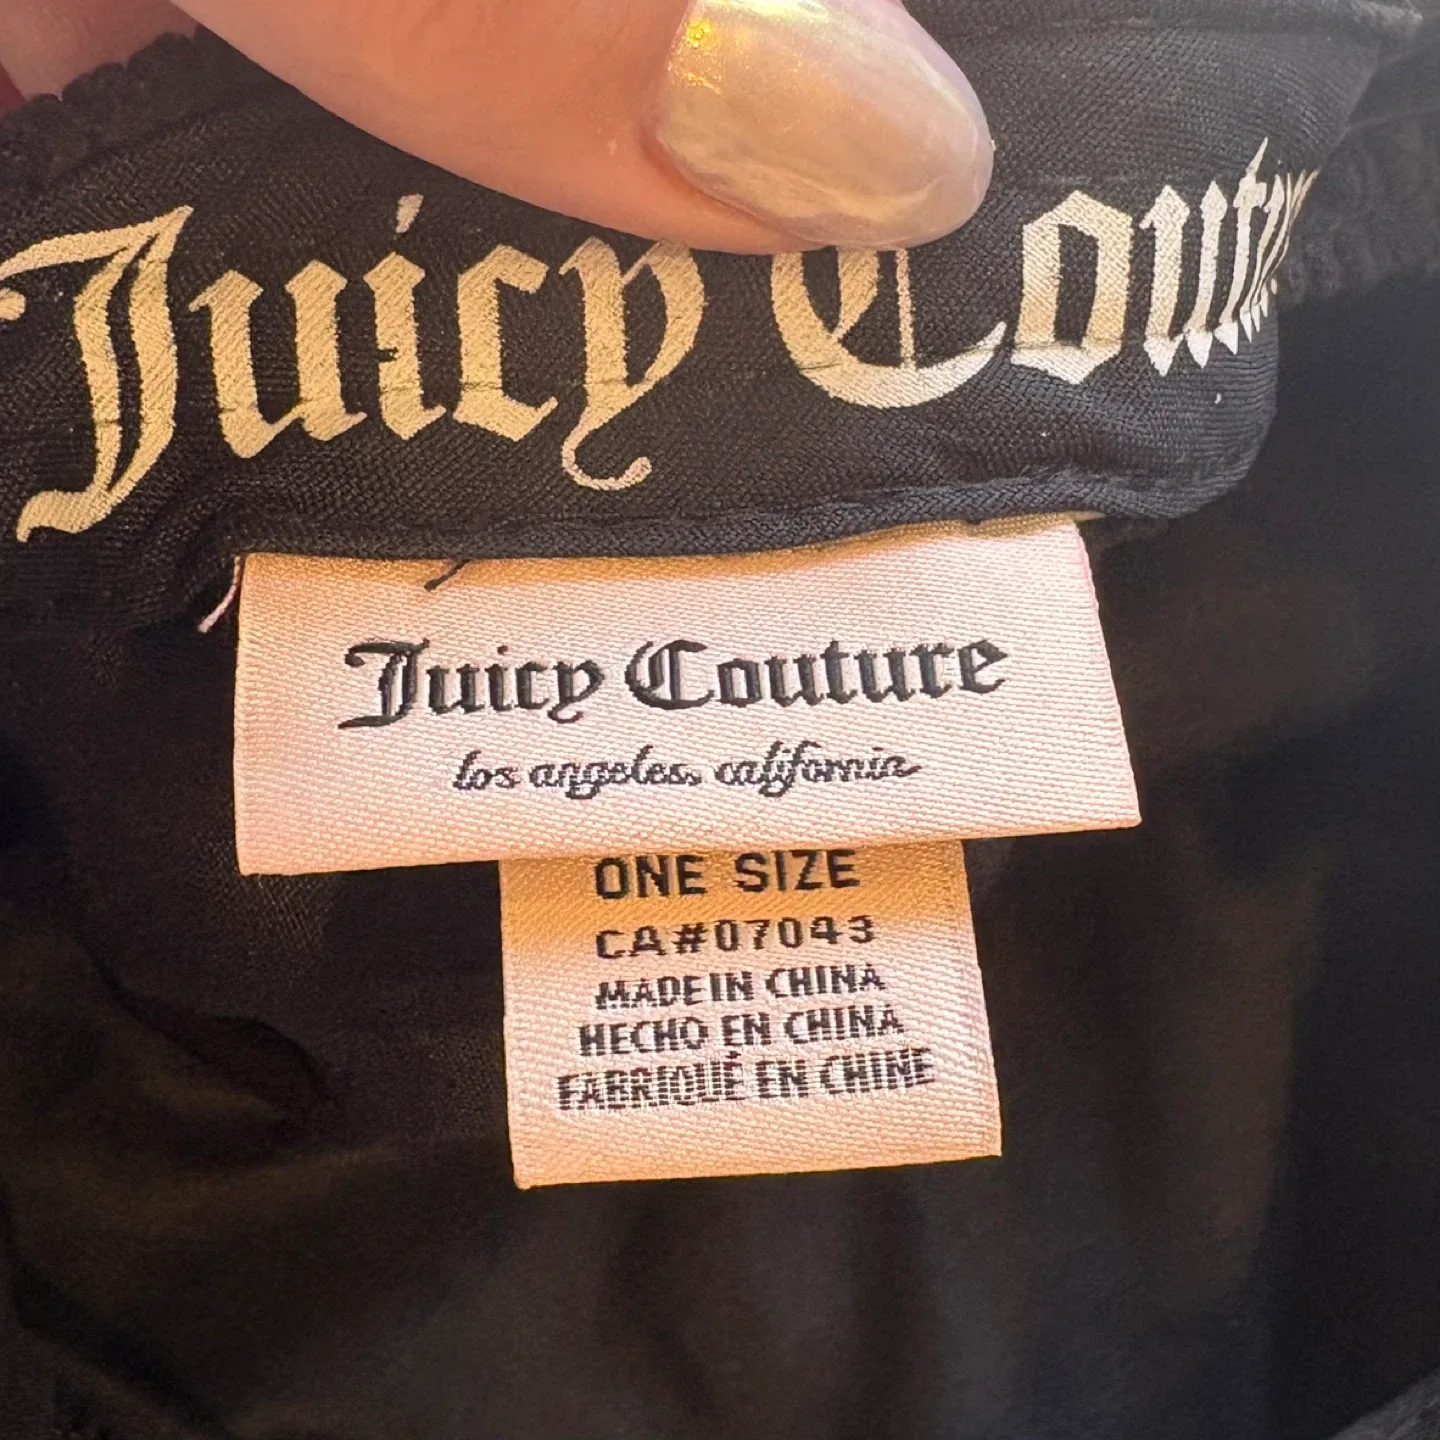 Juicy Couture
Juicy Couture
los angeles, california
ONE SIZE
CA#07043
MADE IN CHINA
HECHO EN CHINA
FABRIQUÉ EN CHINE